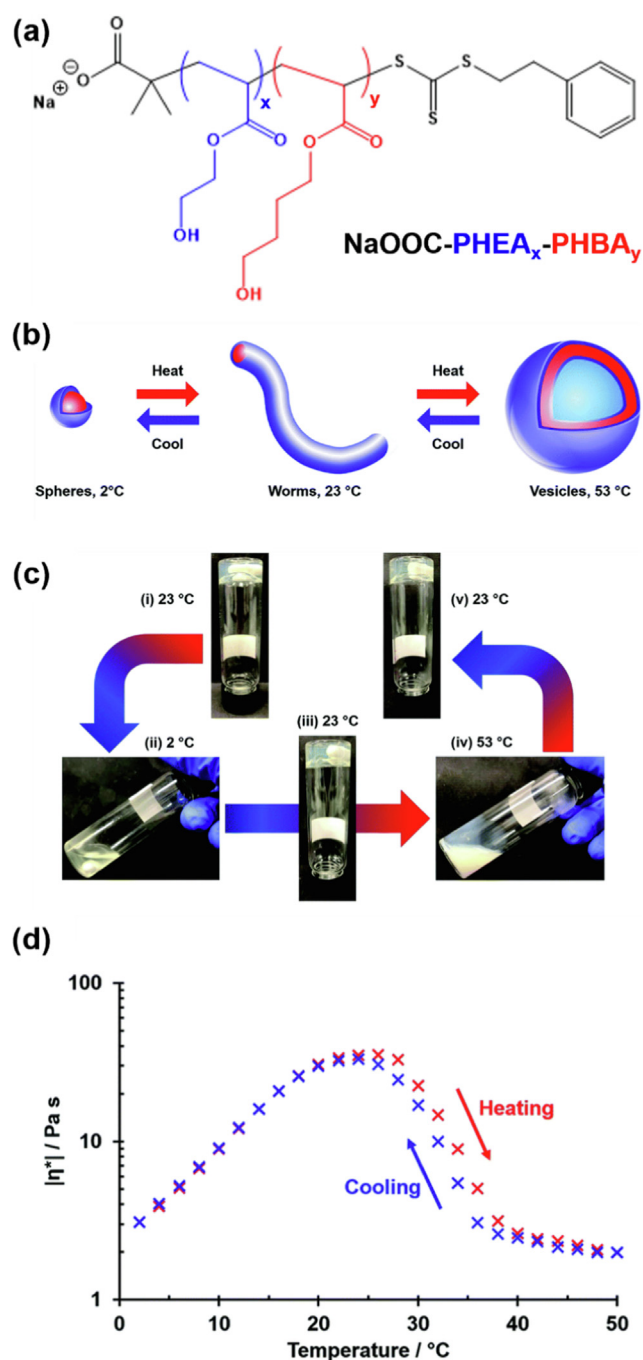 (a)
O
O
⊖
Na
⊕
x
y
S
S
S
O
O
O
O
OH
OH
NaOOC-PHEAx-PHBAy
(b)
Heat
Cool
Heat
Cool
Spheres, 2°C
Worms, 23 °C
Vesicles, 53 °C
(c)
(i) 23 °C
(v) 23 °C
(ii) 2 °C
(iii) 23 °C
(iv) 53 °C
(d)
100
10
1
|η*| / Pa s
Heating
Cooling
0
10
20
30
40
50
Temperature / °C